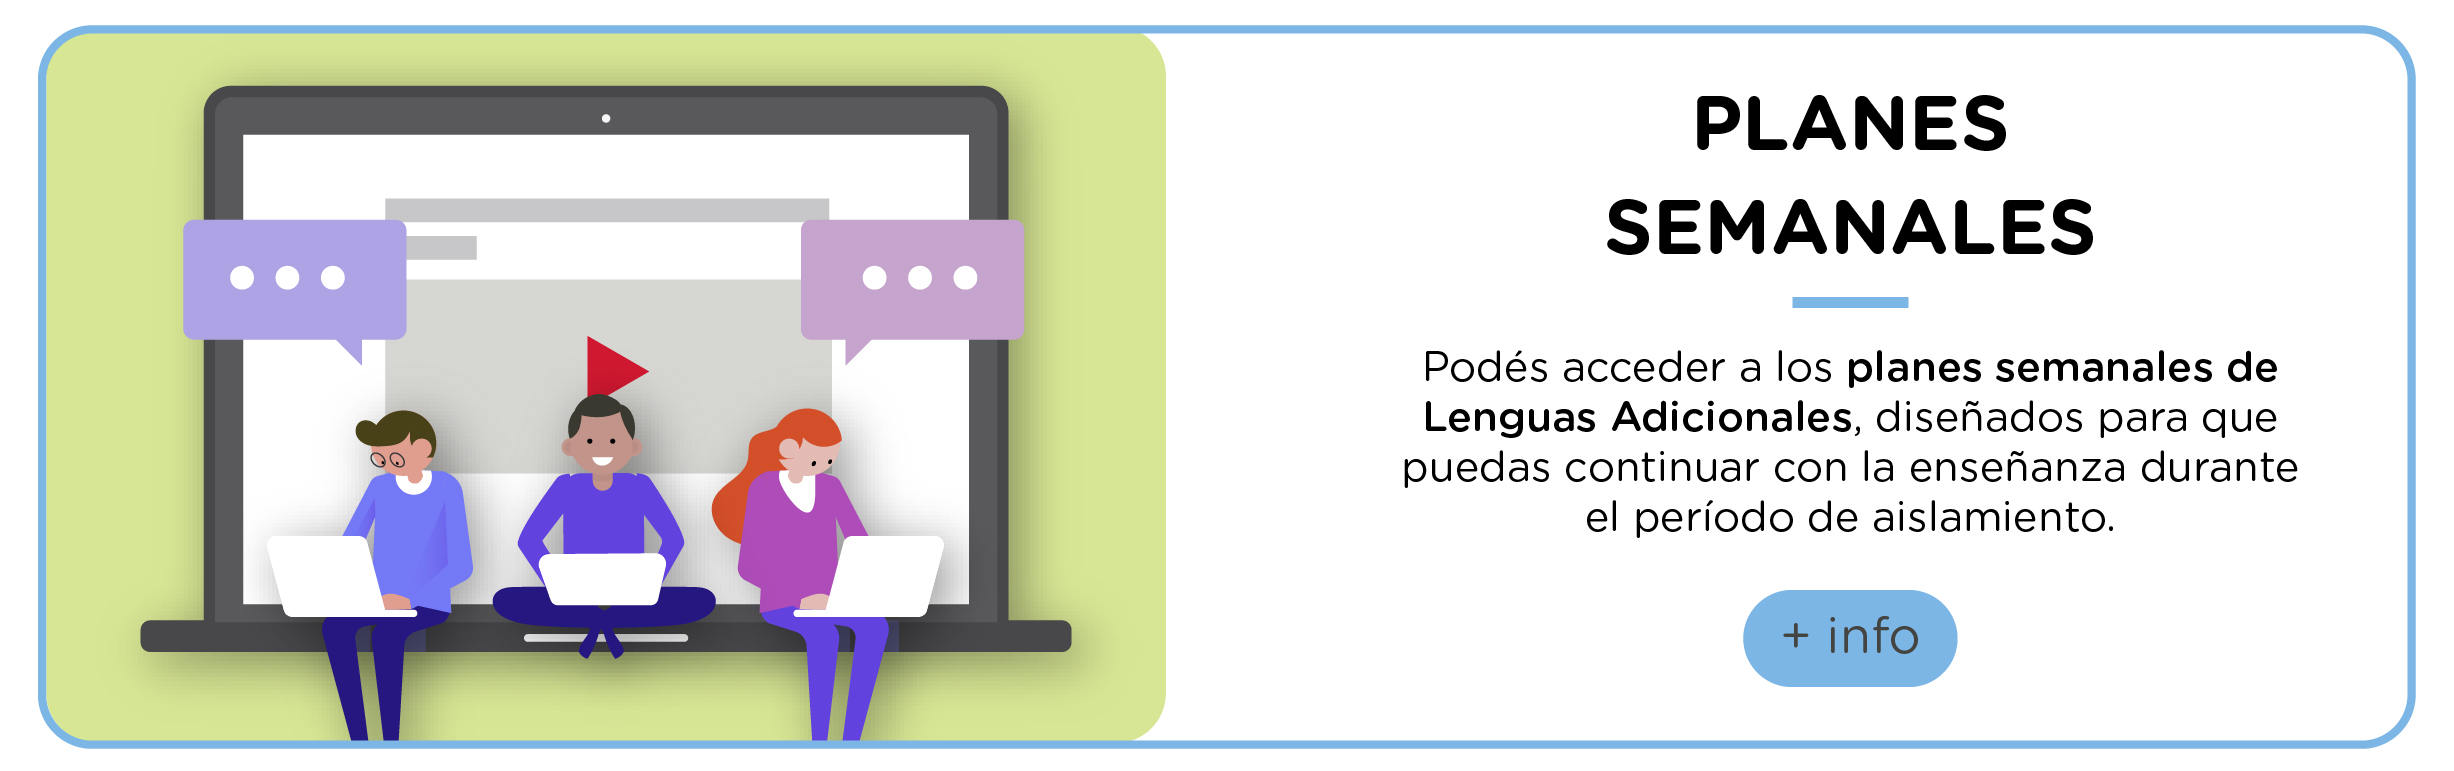 PLANES
SEMANALES
Podés acceder a los planes semanales de
Lenguas Adicionales, diseñados para que
puedas continuar con la enseñanza durante
el período de aislamiento.
+ info